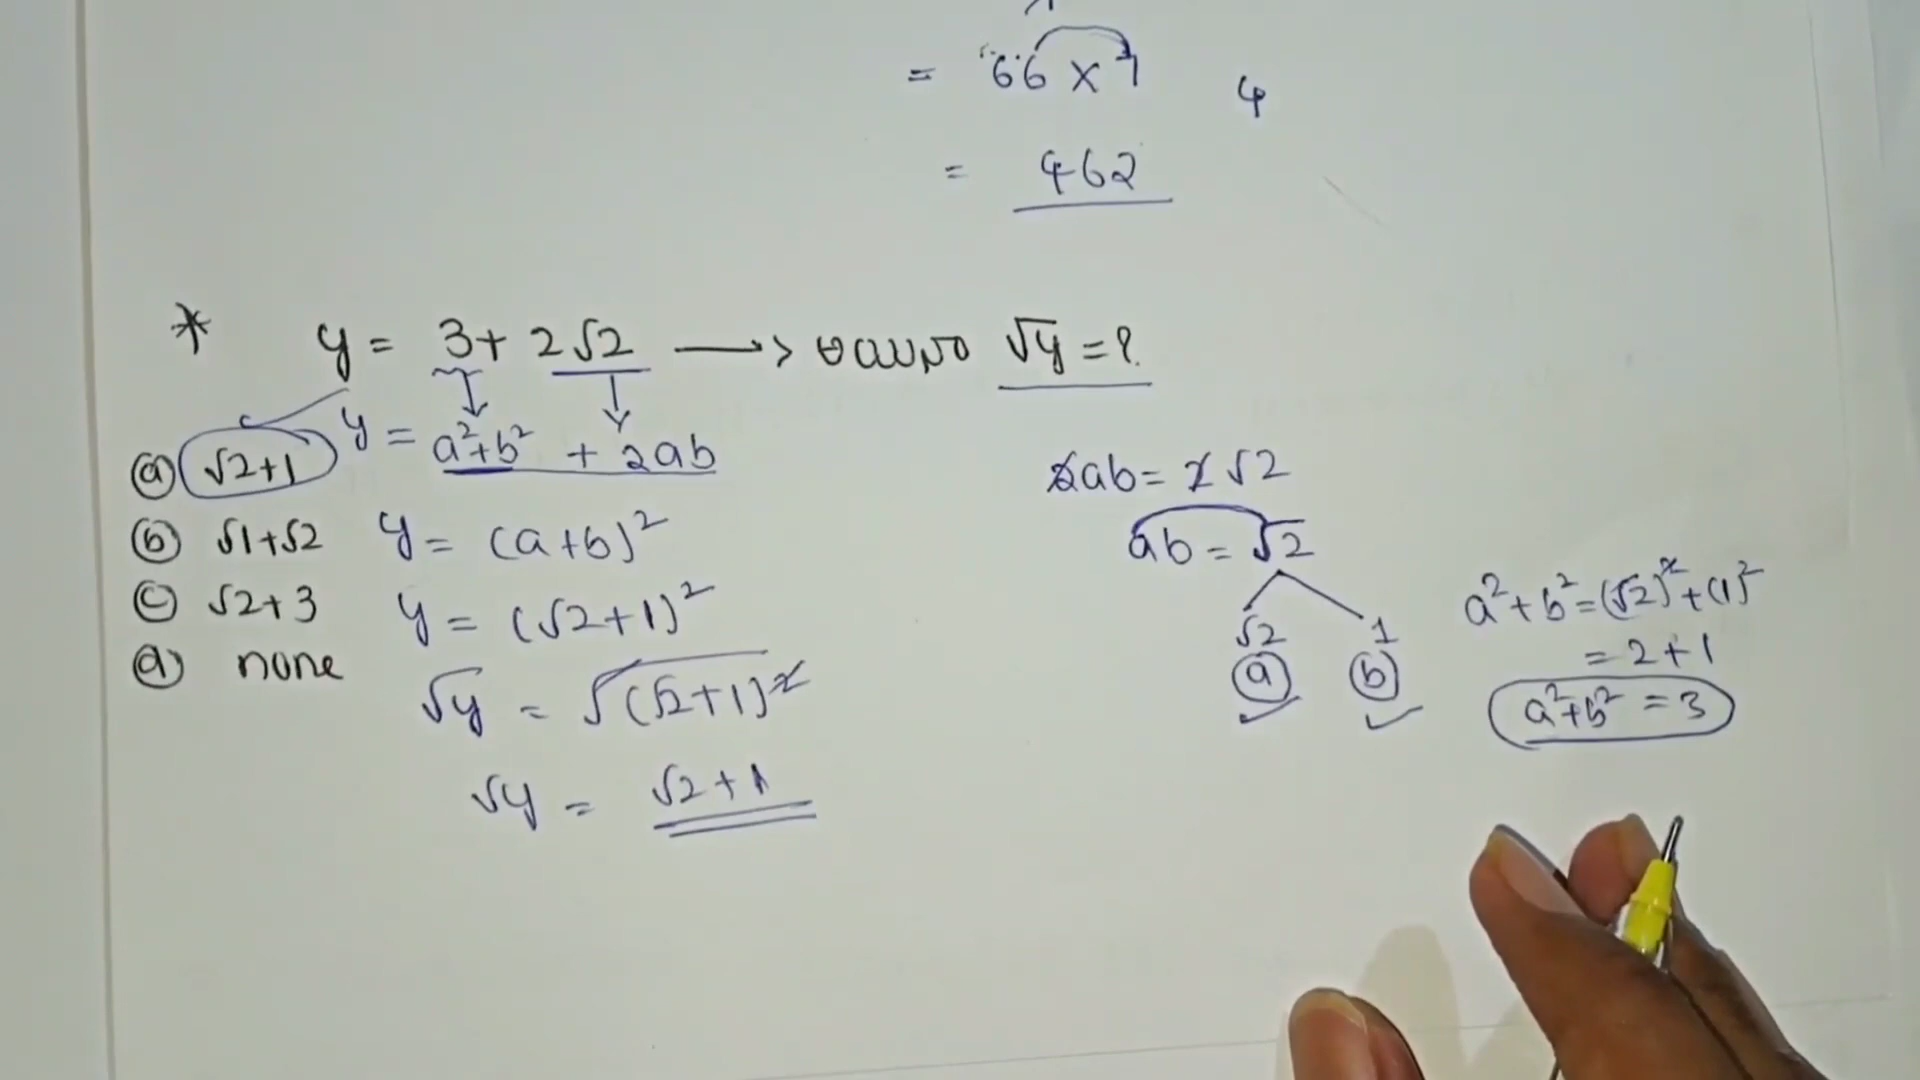 = 66 × 7 4
= 462
* y = 3 + 2√2 → ആയാൽ √y = ?
y = a²+b² + 2ab
ⓐ √2+1
ⓑ √1+√2
ⓒ √2+3
ⓓ none
y = (a+b)²
y = (√2+1)²
√y = √(√2+1)²
√y = √2+1
2ab = 2√2
ab = √2
√2 1
ⓐ ⓑ
a²+b² = (√2)²+(1)²
= 2+1
a²+b² = 3